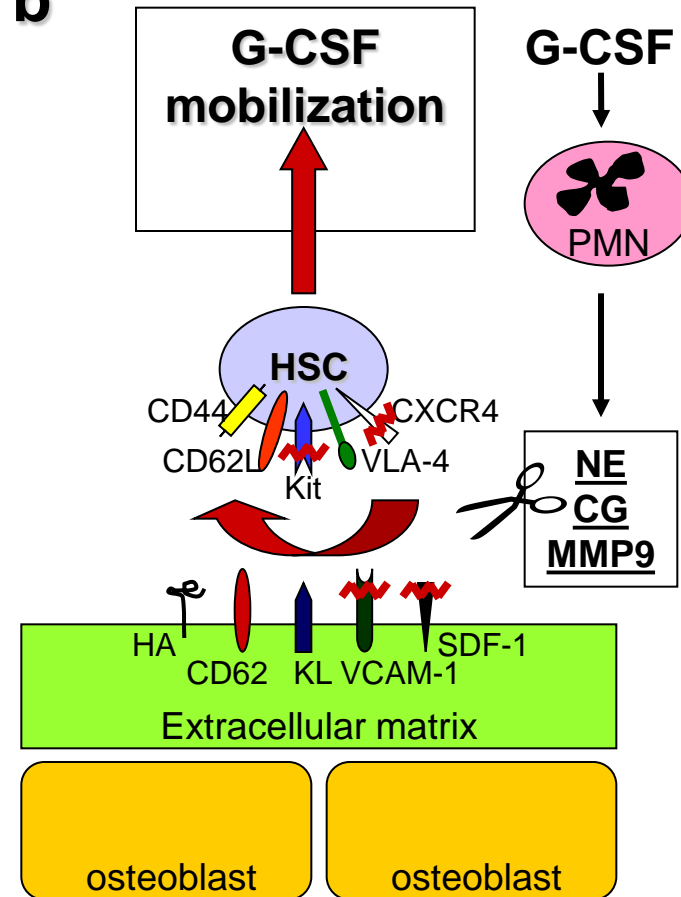 b
G-CSF
mobilization
G-CSF
PMN
HSC
CD44
CXCR4
CD62L
VLA-4
Kit
NE
CG
MMP9
HA
SDF-1
CD62
KL
VCAM-1
Extracellular matrix
osteoblast
osteoblast